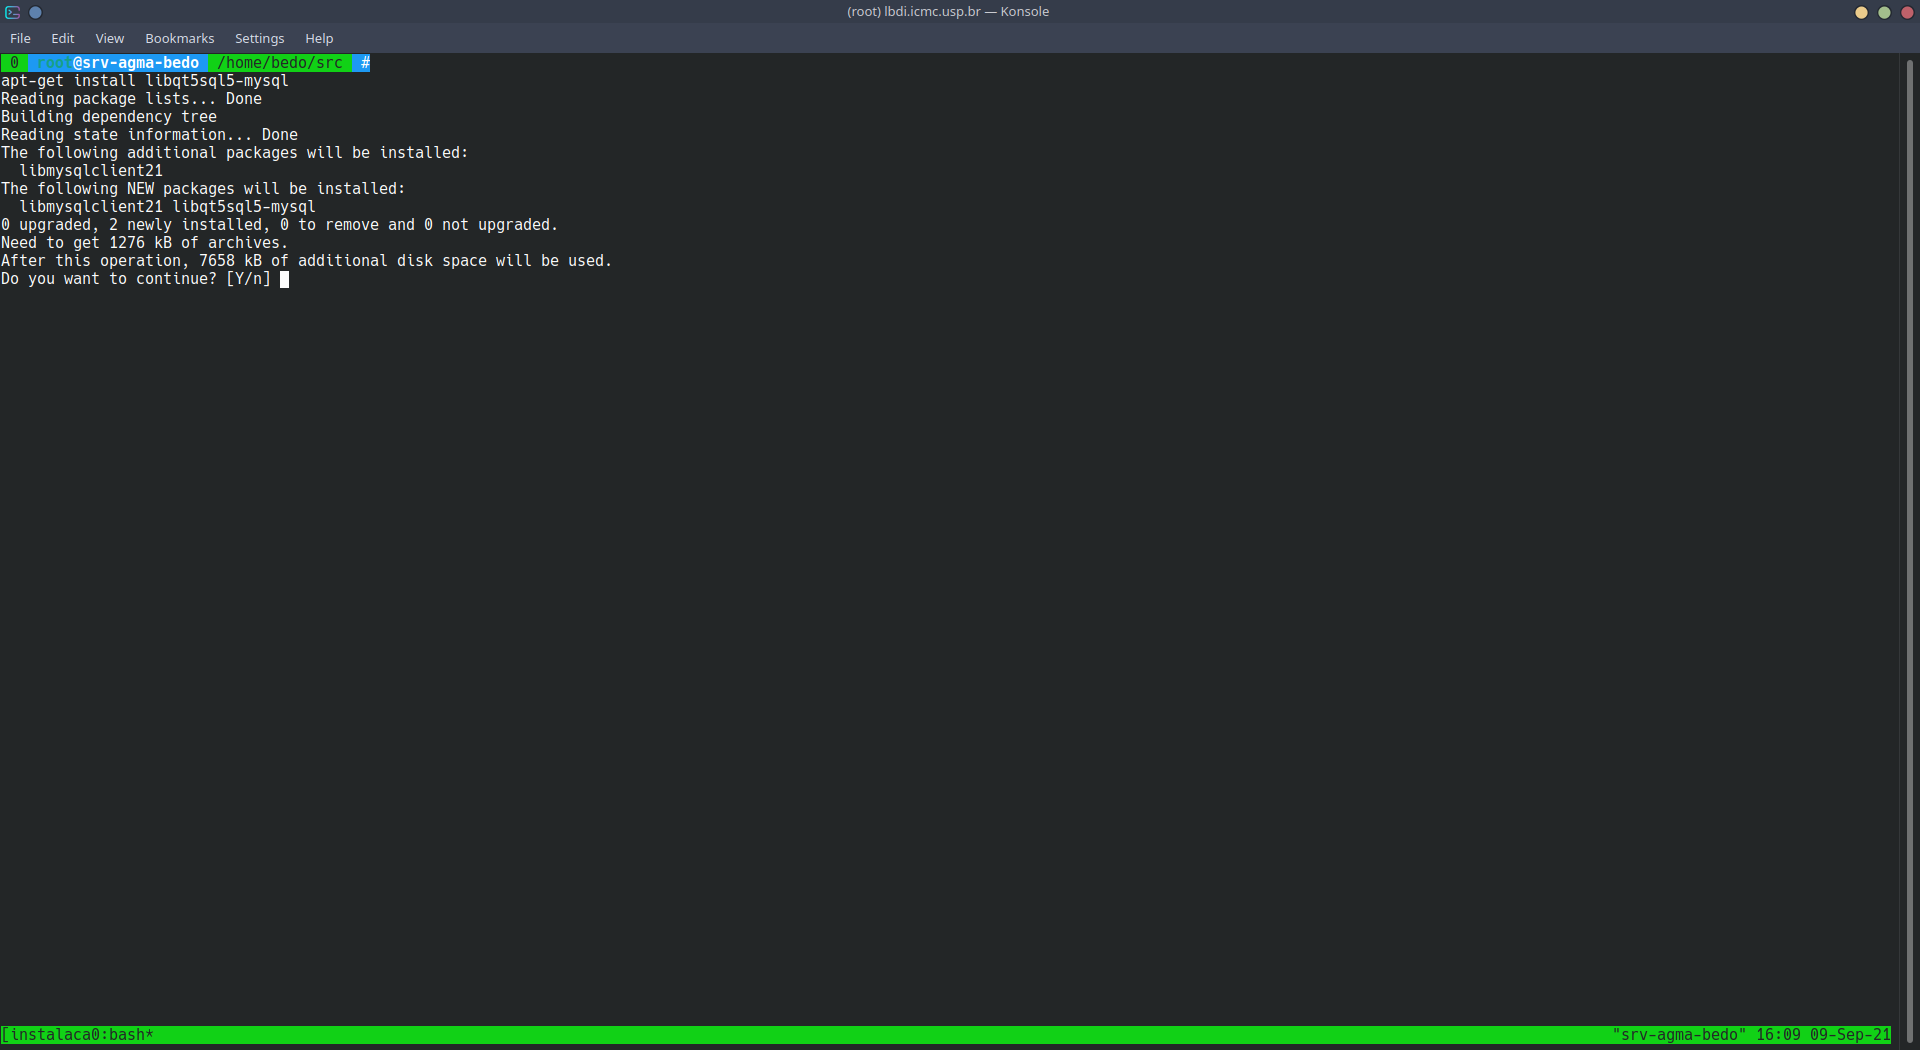 (root) lbdi.icmc.usp.br — Konsole
File Edit View Bookmarks Settings Help
0 root@srv-agma-bedo /home/bedo/src #
apt-get install libqt5sql5-mysql
Reading package lists... Done
Building dependency tree
Reading state information... Done
The following additional packages will be installed:
  libmysqlclient21
The following NEW packages will be installed:
  libmysqlclient21 libqt5sql5-mysql
0 upgraded, 2 newly installed, 0 to remove and 0 not upgraded.
Need to get 1276 kB of archives.
After this operation, 7658 kB of additional disk space will be used.
Do you want to continue? [Y/n]
[instalaca0:bash* "srv-agma-bedo" 16:09 09-Sep-21